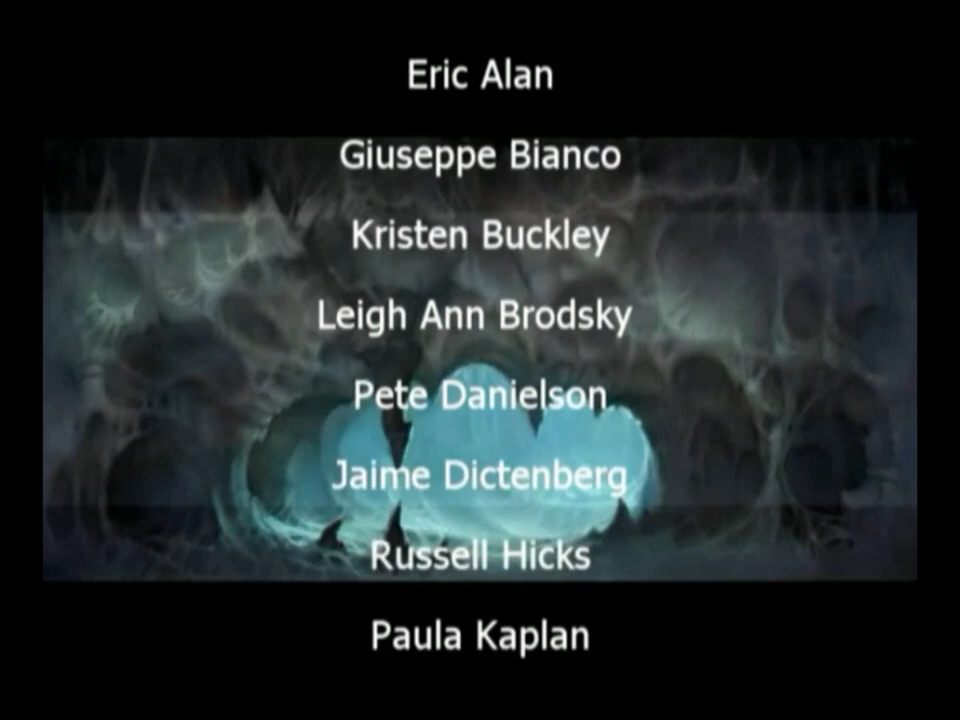 Eric Alan
Giuseppe Bianco
Kristen Buckley
Leigh Ann Brodsky
Pete Danielson
Jaime Dictenberg
Russell Hicks
Paula Kaplan